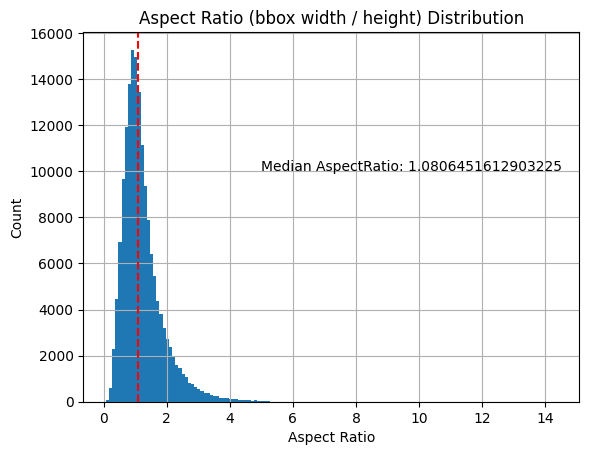 Aspect Ratio (bbox width / height) Distribution
16000
14000
12000
10000
8000
6000
4000
2000
0
Count
Median AspectRatio: 1.0806451612903225
0 2 4 6 8 10 12 14
Aspect Ratio